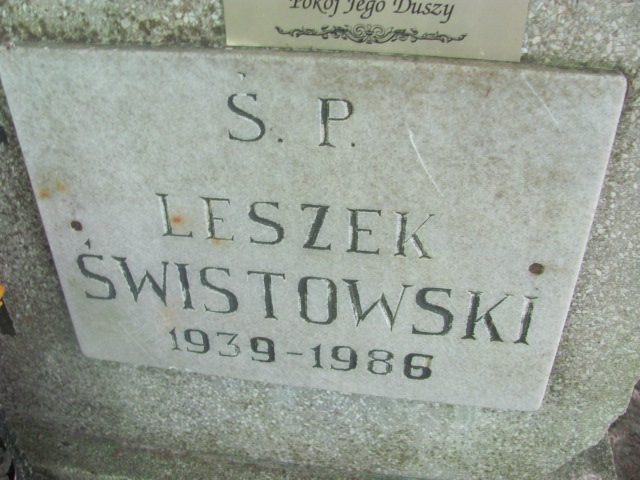 Pokój Jego Duszy
Ś. P.
LESZEK
ŚWISTOWSKI
1939-1986